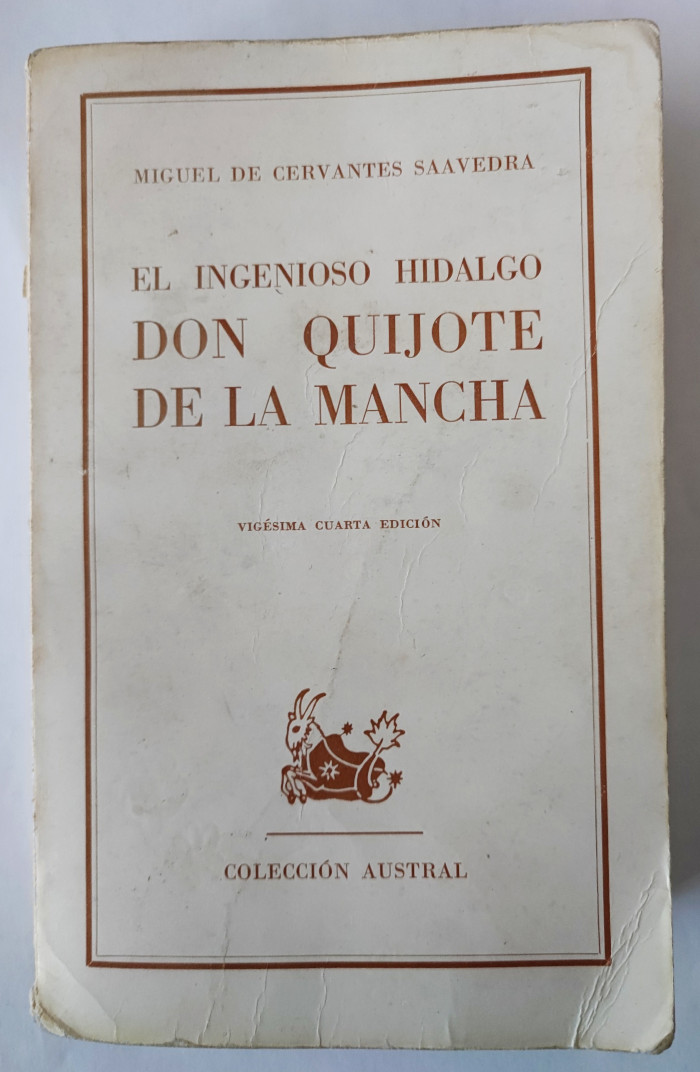 MIGUEL DE CERVANTES SAAVEDRA
EL INGENIOSO HIDALGO
DON QUIJOTE
DE LA MANCHA
VIGÉSIMA CUARTA EDICIÓN
COLECCIÓN AUSTRAL